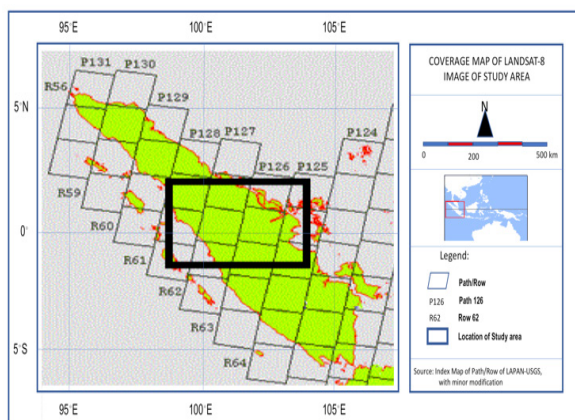 95°E 100°E 105°E
P131 P130
R56
P129
5°N
P128 P127
P124
P126 P125
R59
R60
0°
R61
R62
R63
R64
5°S
95°E 100°E 105°E
COVERAGE MAP OF LANDSAT-8
IMAGE OF STUDY AREA
N
0 200 500 km
Legend:
Path/Row
P126 Path 126
R62 Row 62
Location of Study area
Source: Index Map of Path/Row of LAPAN-USGS,
with minor modification